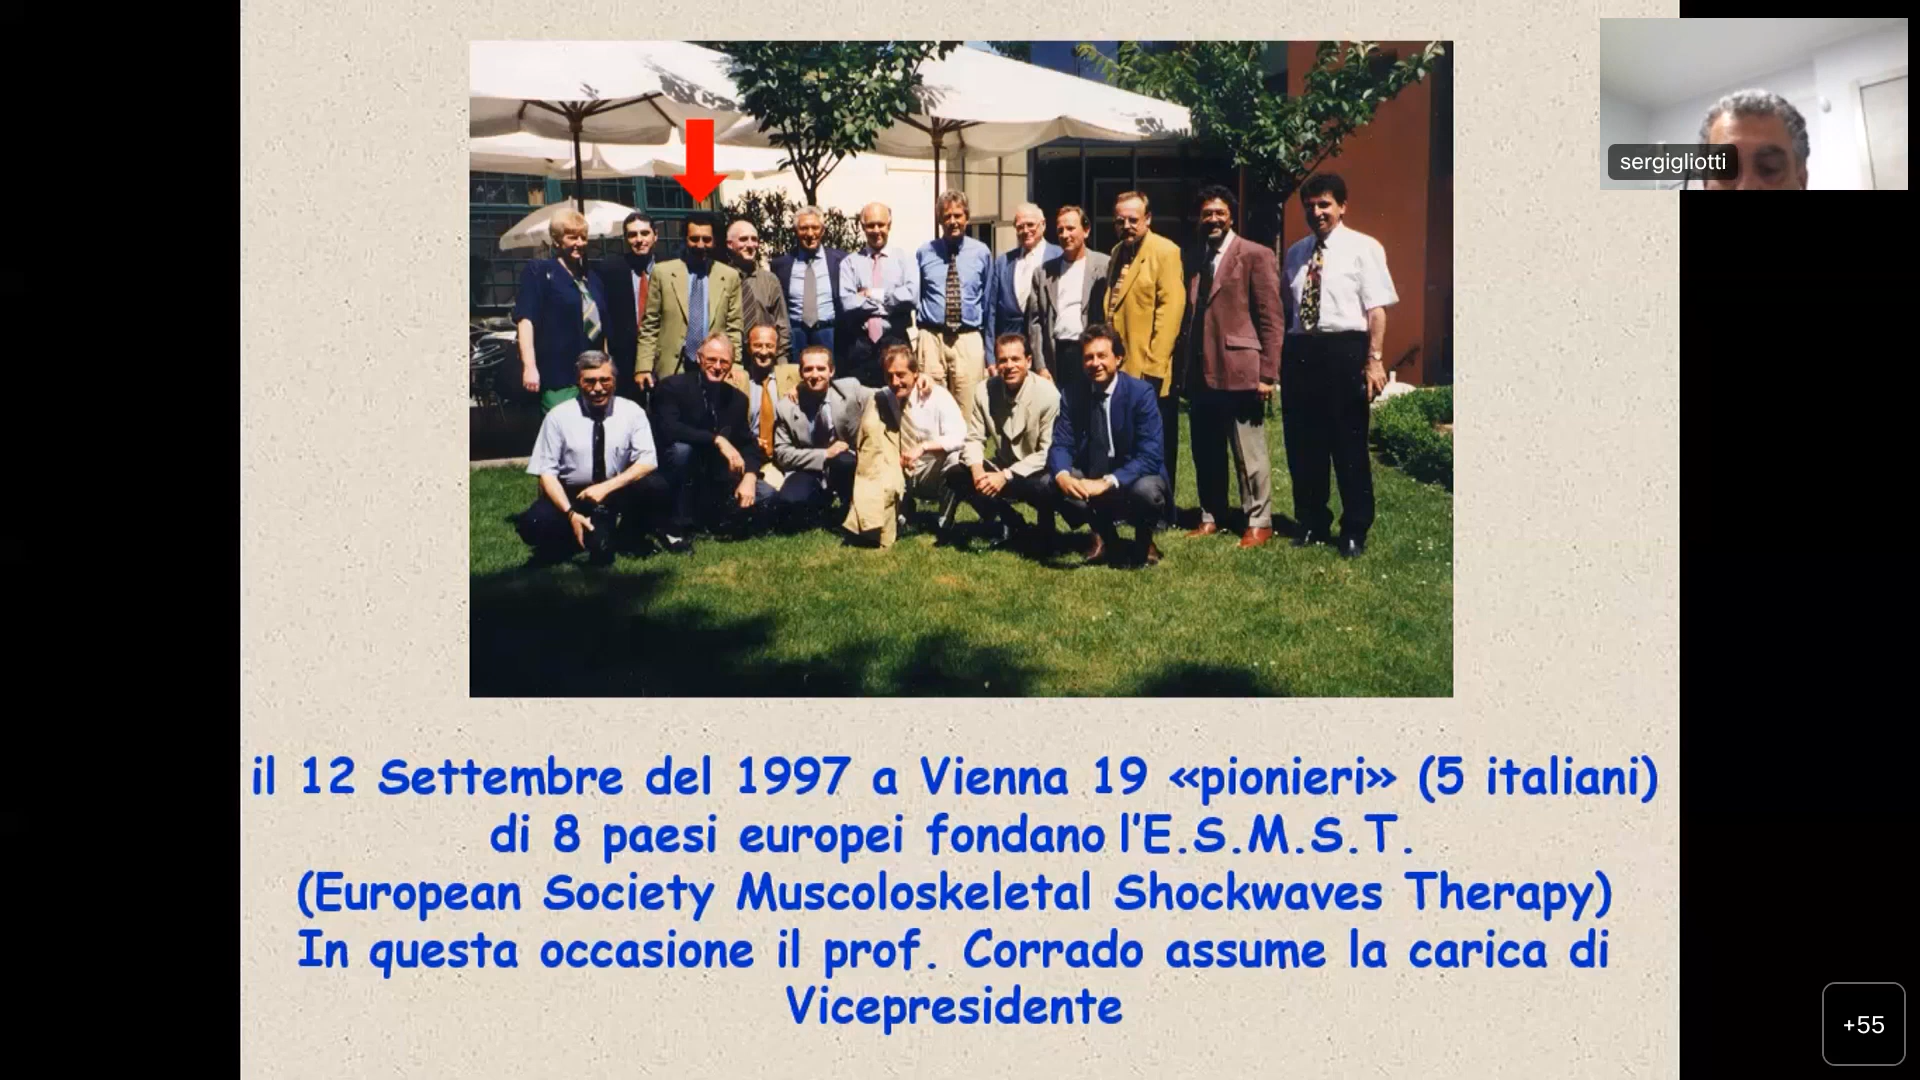 sergigliotti
il 12 Settembre del 1997 a Vienna 19 «pionieri» (5 italiani)
di 8 paesi europei fondano l'E.S.M.S.T.
(European Society Muscoloskeletal Shockwaves Therapy)
In questa occasione il prof. Corrado assume la carica di
Vicepresidente
+55